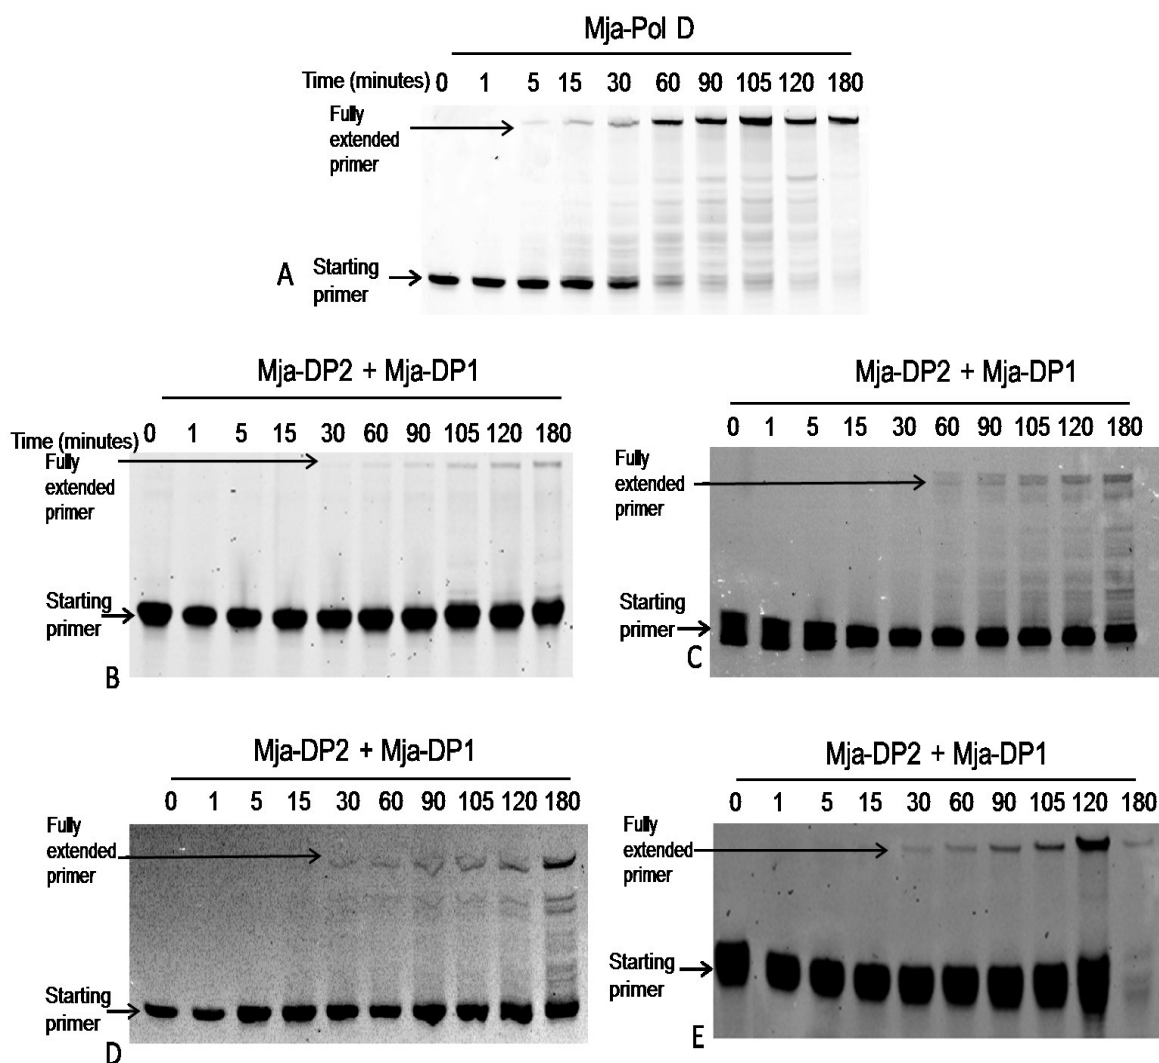 Mja-Pol D
Time (minutes) 0 1 5 15 30 60 90 105 120 180
Fully
extended
primer
A Starting
primer
Mja-DP2 + Mja-DP1
Time (minutes) 0 1 5 15 30 60 90 105 120 180
Fully
extended
primer
Starting
primer
B
Mja-DP2 + Mja-DP1
0 1 5 15 30 60 90 105 120 180
Fully
extended
primer
Starting
primer
C
Mja-DP2 + Mja-DP1
0 1 5 15 30 60 90 105 120 180
Fully
extended
primer
Starting
primer
D
Mja-DP2 + Mja-DP1
0 1 5 15 30 60 90 105 120 180
Fully
extended
primer
Starting
primer
E